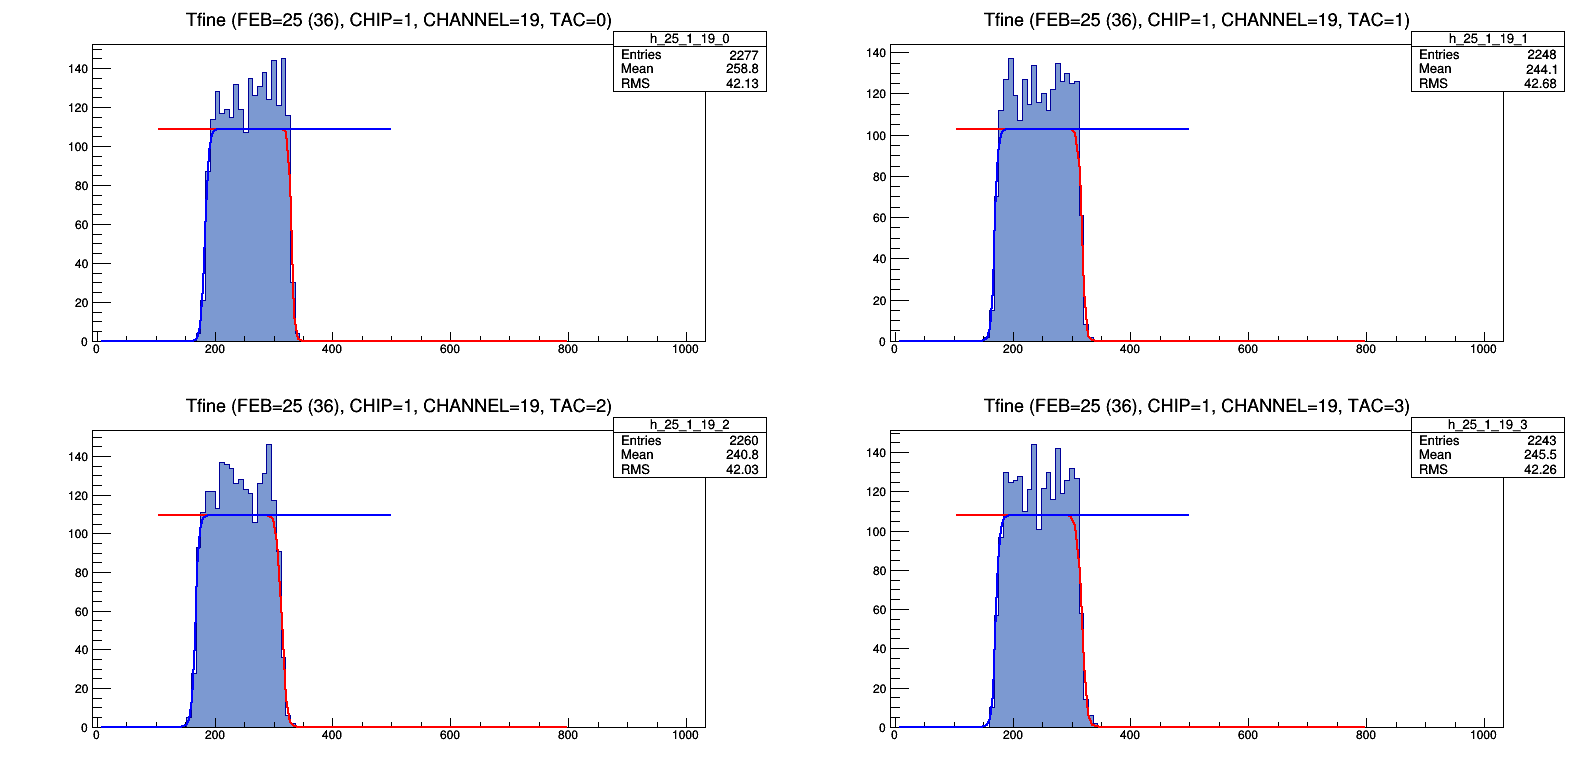 Tfine (FEB=25 (36), CHIP=1, CHANNEL=19, TAC=0)
h_25_1_19_0
Entries 2277
Mean 258.8
RMS 42.13
140
120
100
80
60
40
20
0
0 200 400 600 800 1000
Tfine (FEB=25 (36), CHIP=1, CHANNEL=19, TAC=1)
h_25_1_19_1
Entries 2248
Mean 244.1
RMS 42.68
140
120
100
80
60
40
20
0
0 200 400 600 800 1000
Tfine (FEB=25 (36), CHIP=1, CHANNEL=19, TAC=2)
h_25_1_19_2
Entries 2260
Mean 240.8
RMS 42.03
140
120
100
80
60
40
20
0
0 200 400 600 800 1000
Tfine (FEB=25 (36), CHIP=1, CHANNEL=19, TAC=3)
h_25_1_19_3
Entries 2243
Mean 245.5
RMS 42.26
140
120
100
80
60
40
20
0
0 200 400 600 800 1000